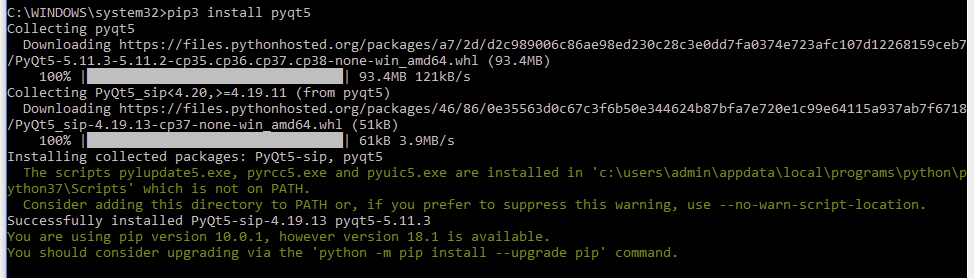 C:\WINDOWS\system32>pip3 install pyqt5
Collecting pyqt5
  Downloading https://files.pythonhosted.org/packages/a7/2d/d2c989006c86ae98ed230c28c3e0dd7fa0374e723afc107d12268159ceb7
/PyQt5-5.11.3-5.11.2-cp35.cp36.cp37.cp38-none-win_amd64.whl (93.4MB)
    100% |████████████████████████████████| 93.4MB 121kB/s
Collecting PyQt5_sip<4.20,>=4.19.11 (from pyqt5)
  Downloading https://files.pythonhosted.org/packages/46/86/0e35563d0c67c3f6b50e344624b87bfa7e720e1c99e64115a937ab7f6718
/PyQt5_sip-4.19.13-cp37-none-win_amd64.whl (51kB)
    100% |████████████████████████████████| 61kB 3.9MB/s
Installing collected packages: PyQt5-sip, pyqt5
  The scripts pylupdate5.exe, pyrcc5.exe and pyuic5.exe are installed in 'c:\users\admin\appdata\local\programs\python\p
ython37\Scripts' which is not on PATH.
  Consider adding this directory to PATH or, if you prefer to suppress this warning, use --no-warn-script-location.
Successfully installed PyQt5-sip-4.19.13 pyqt5-5.11.3
You are using pip version 10.0.1, however version 18.1 is available.
You should consider upgrading via the 'python -m pip install --upgrade pip' command.